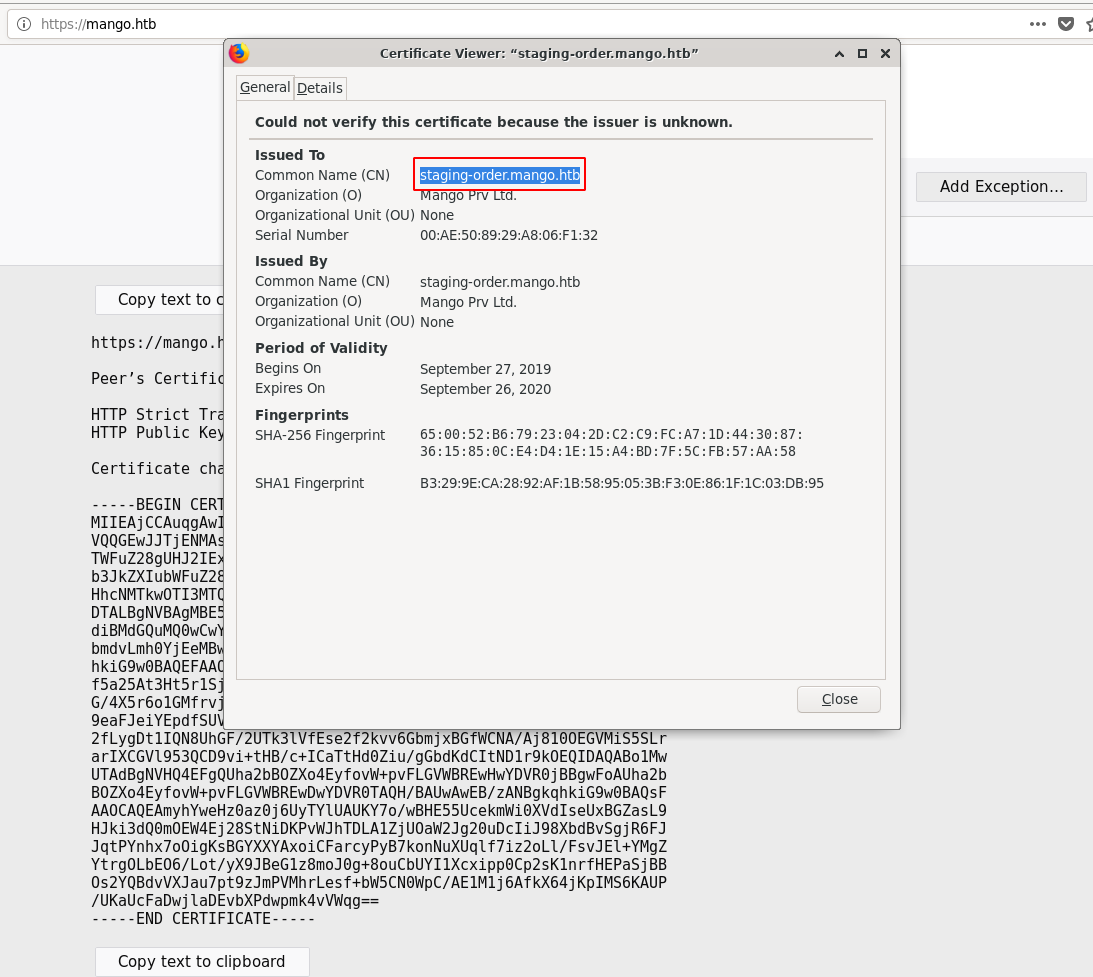 https://mango.htb
Certificate Viewer: “staging-order.mango.htb”
General Details
Could not verify this certificate because the issuer is unknown.
Issued To
Common Name (CN) staging-order.mango.htb
Organization (O) Mango Prv Ltd.
Organizational Unit (OU) None
Serial Number 00:AE:50:89:29:A8:06:F1:32
Issued By
Common Name (CN) staging-order.mango.htb
Organization (O) Mango Prv Ltd.
Organizational Unit (OU) None
Period of Validity
Begins On September 27, 2019
Expires On September 26, 2020
Fingerprints
SHA-256 Fingerprint 65:00:52:B6:79:23:04:2D:C2:C9:FC:A7:1D:44:30:87:
36:15:85:0C:E4:D4:1E:15:A4:BD:7F:5C:FB:57:AA:58
SHA1 Fingerprint B3:29:9E:CA:28:92:AF:1B:58:95:05:3B:F3:0E:86:1F:1C:03:DB:95
Close
Add Exception…
Copy text to c
https://mango.h
Peer’s Certific
HTTP Strict Tra
HTTP Public Key
Certificate cha
-----BEGIN CERT
MIIEAjCCAuqgAwI
VQQGEwJJTjENMAs
TWFuZ28gUHJ2IEx
b3JkZXIubWFuZ28
HhcNMTkwOTI3MTQ
DTALBgNVBAgMBE5
diBMdGQuMQ0wCwY
bmdvLmh0YjEeMBw
hkiG9w0BAQEFAAO
f5a25At3Ht5r1Sj
G/4X5r6o1GMfrvj
9eaFJeiYEpdfSUV
2fLygDt1IQN8UhGF/2UTk3lVfEse2f2kvv6GbmjxBGfWCNA/Aj81OOEGVMiS5SLr
arIXCGVl953QCD9vi+tHB/c+ICaTtHd0Ziu/gGbdKdCItND1r9kOEQIDAQABo1Mw
UTAdBgNVHQ4EFgQUha2bBOZXo4EyfovW+pvFLGVWBREwHwYDVR0jBBgwFoAUha2b
BOZXo4EyfovW+pvFLGVWBREwDwYDVR0TAQH/BAUwAwEB/zANBgkqhkiG9w0BAQsF
AAOCAQEAmyhYweHz0az0j6UyTYlUAUKY7o/wBHE55UcekmWi0XVdIseUxBGZasL9
HJki3dQ0mOEW4Ej28StNiDKPvWJhTDLA1ZjUOaW2Jg20uDcIiJ98XbdBvSgjR6FJ
JqtPYnhx7oOigKsBGYXXYAxoiCFarcyPyB7konNuXUqlf7iz2oLl/FsvJEl+YMgZ
YtrgOLbEO6/Lot/yX9JBeG1z8moJ0g+8ouCbUYI1Xcxipp0Cp2sK1nrfHEPaSjBB
Os2YQBdvVXJau7pt9zJmPVMhrLesf+bW5CN0WpC/AE1M1j6AfkX64jKpIMS6KAUP
/UKaUcFaDwjlaDEvbXPdwpmk4vVWqg==
-----END CERTIFICATE-----
Copy text to clipboard